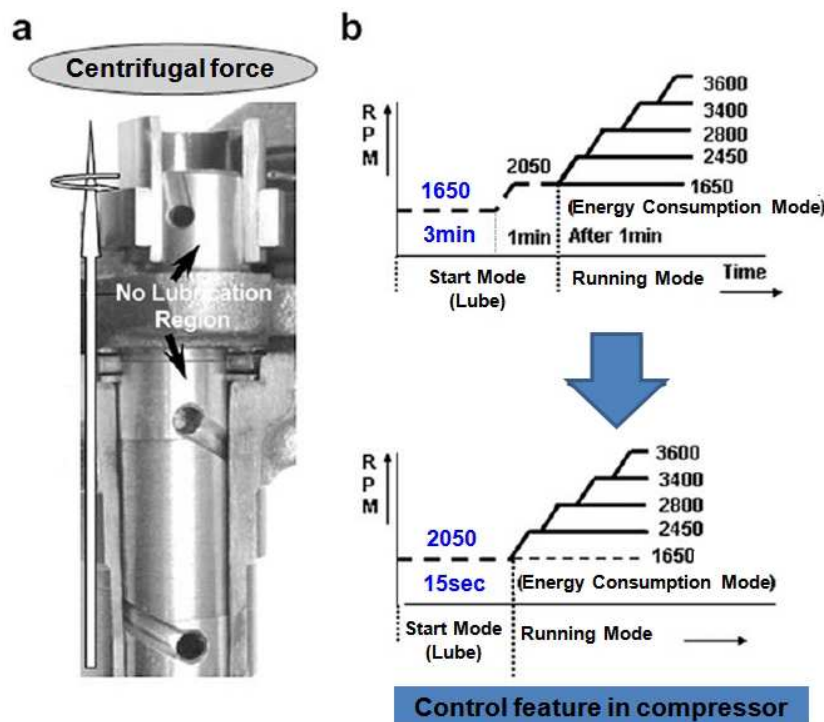 a
Centrifugal force
No Lubrication
Region
b
RPM
3600
3400
2800
2450
1650
2050
1650
(Energy Consumption Mode)
3min
1min
After 1min
Start Mode
(Lube)
Running Mode
Time
RPM
3600
3400
2800
2450
1650
2050
15sec
(Energy Consumption Mode)
Start Mode
(Lube)
Running Mode
Control feature in compressor